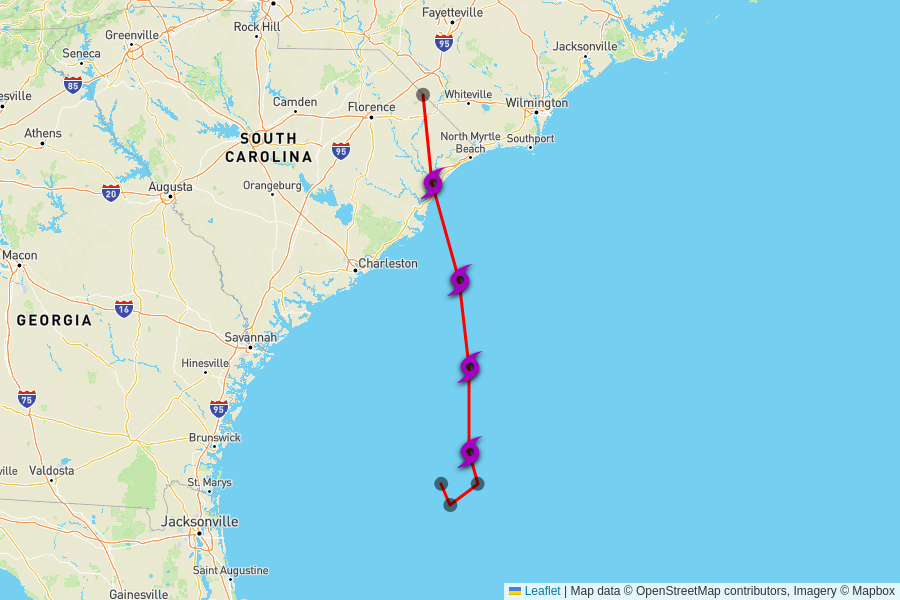 Fayetteville
Rock Hill
Greenville
95
Jacksonville
Seneca
85
esville
Camden
Whiteville
Florence
Wilmington
Athens
SOUTH
CAROLINA
95
North Myrtle
Beach
Southport
20
Augusta
Orangeburg
Macon
Charleston
16
GEORGIA
Savannah
Hinesville
75
95
Brunswick
ville
Valdosta
St. Marys
Jacksonville
Saint Augustine
Gainesville
Leaflet | Map data © OpenStreetMap contributors, Imagery © Mapbox